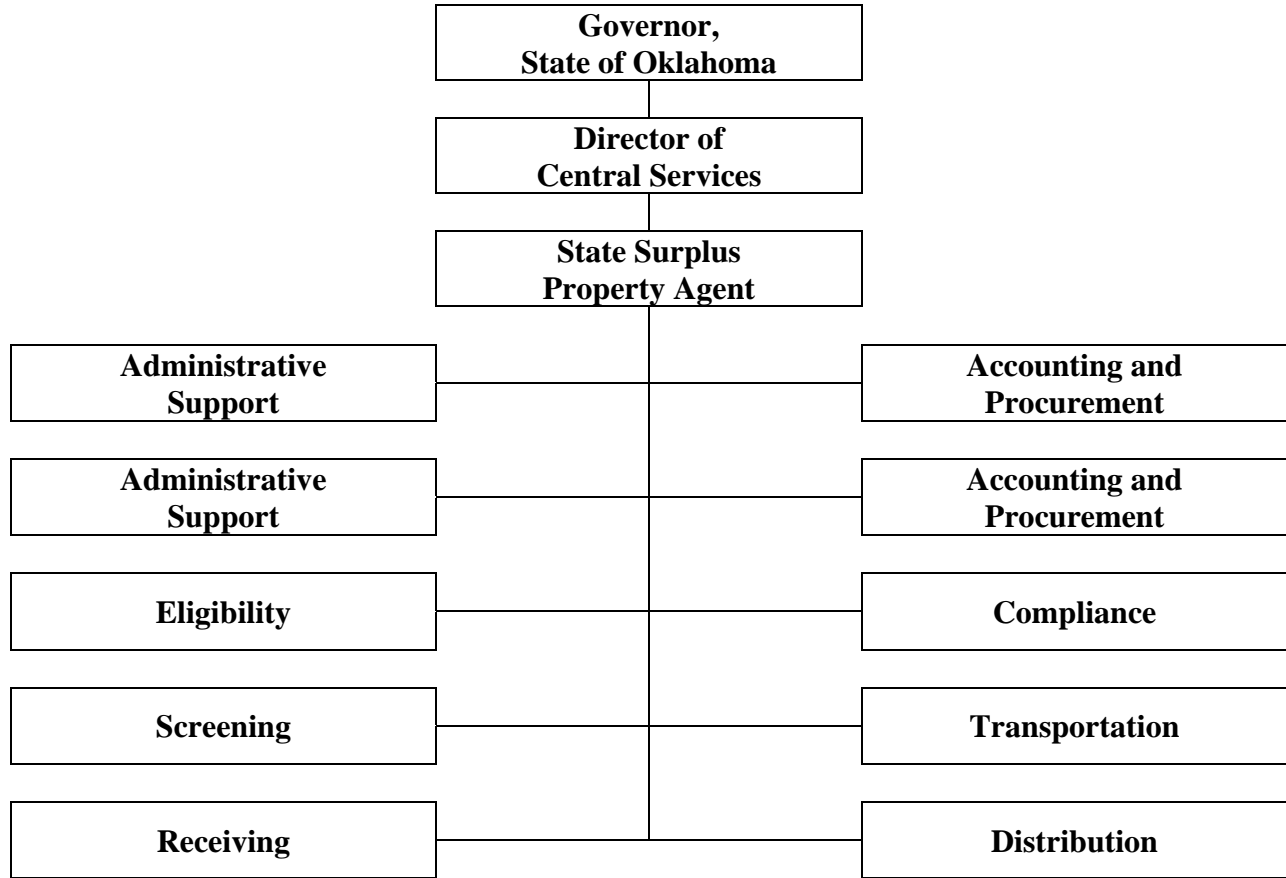 Governor,
State of Oklahoma
Director of
Central Services
State Surplus
Property Agent
Administrative
Support
Accounting and
Procurement
Administrative
Support
Accounting and
Procurement
Eligibility
Compliance
Screening
Transportation
Receiving
Distribution